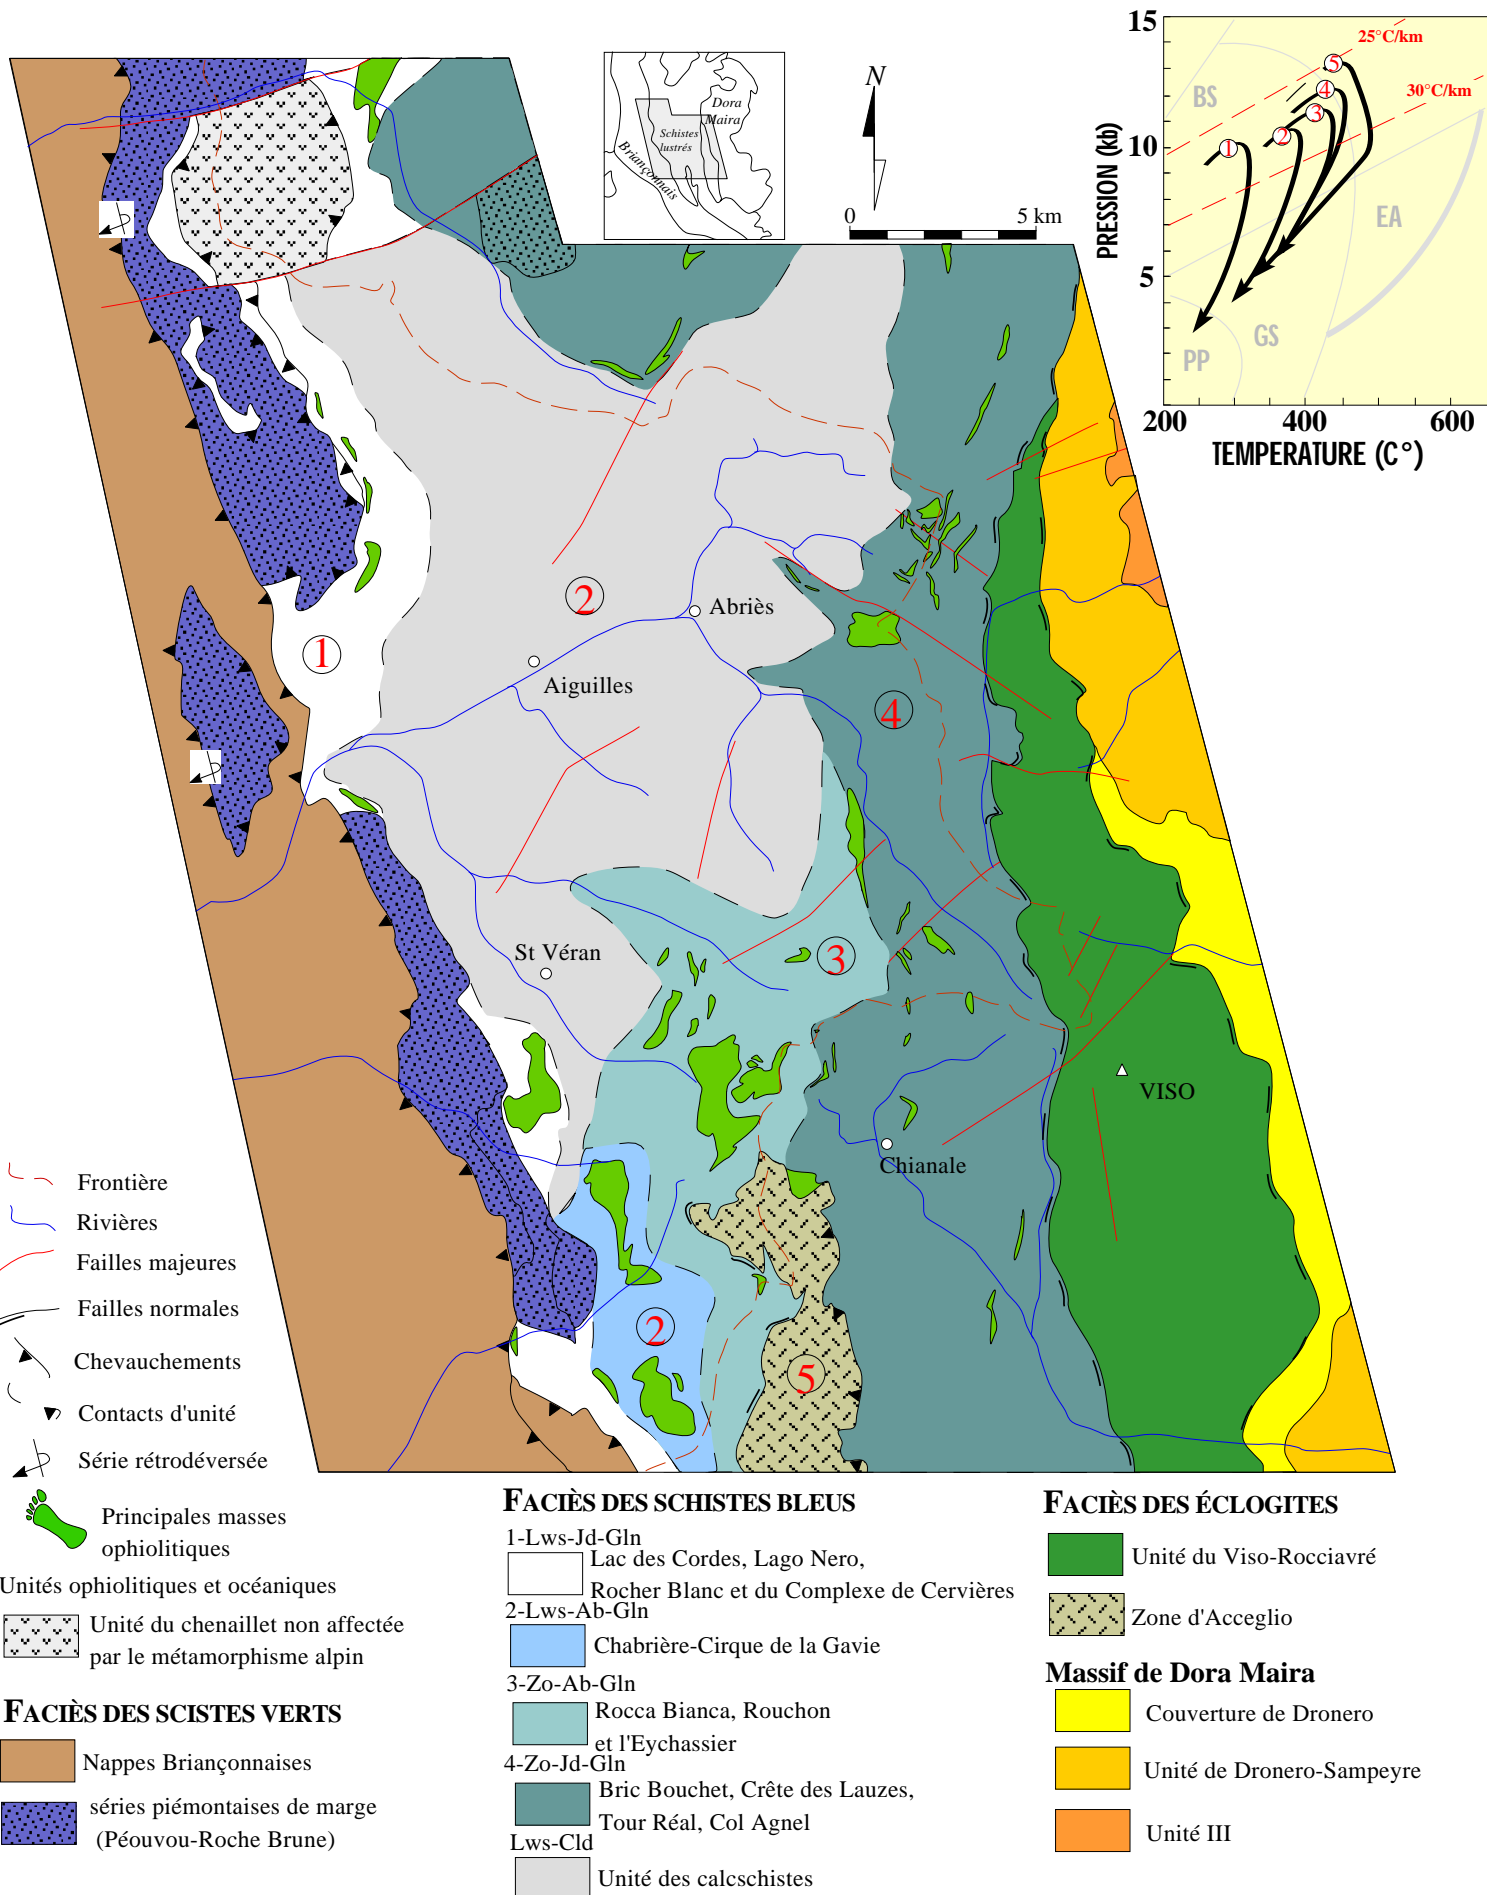 15
10
5
PRESSION (kb)
25°C/km
30°C/km
BS
EA
GS
PP
1
2
3
4
5
200
400
600
TEMPERATURE (C°)
Dora
Maira
Schistes
lustrés
Briançonnais
N
0
5 km
2
Abriès
1
Aiguilles
4
St Véran
3
VISO
Chianale
2
5
Frontière
Rivières
Failles majeures
Failles normales
Chevauchements
Contacts d'unité
Série rétrodéversée
Principales masses
ophiolitiques
Unités ophiolitiques et océaniques
Unité du chenaillet non affectée
par le métamorphisme alpin
FACIÈS DES SCISTES VERTS
Nappes Briançonnaises
séries piémontaises de marge
(Péouvou-Roche Brune)
FACIÈS DES SCHISTES BLEUS
1-Lws-Jd-Gln
Lac des Cordes, Lago Nero,
Rocher Blanc et du Complexe de Cervières
2-Lws-Ab-Gln
Chabrière-Cirque de la Gavie
3-Zo-Ab-Gln
Rocca Bianca, Rouchon
et l'Eychassier
4-Zo-Jd-Gln
Bric Bouchet, Crête des Lauzes,
Tour Réal, Col Agnel
Lws-Cld
Unité des calcschistes
FACIÈS DES ÉCLOGITES
Unité du Viso-Rocciavré
Zone d'Acceglio
Massif de Dora Maira
Couverture de Dronero
Unité de Dronero-Sampeyre
Unité III